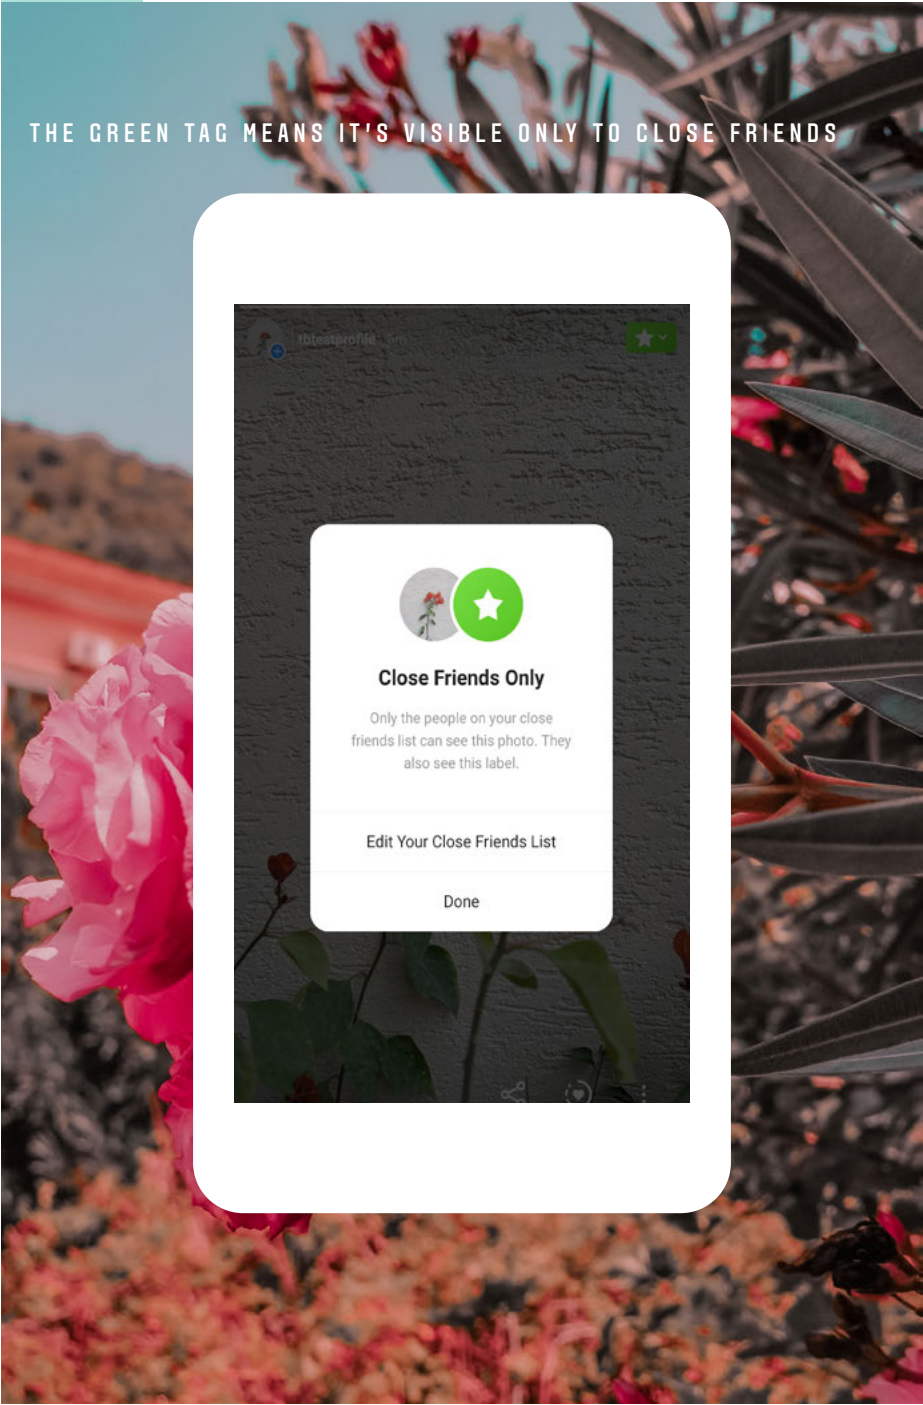 THE GREEN TAG MEANS IT'S VISIBLE ONLY TO CLOSE FRIENDS
tbtestprofile
Close Friends Only
Only the people on your close
friends list can see this photo. They
also see this label.
Edit Your Close Friends List
Done